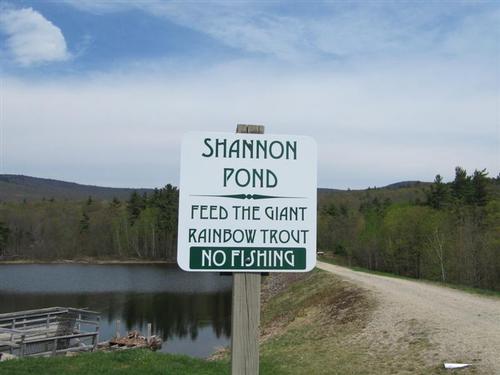 SHANNON
POND
FEED THE GIANT
RAINBOW TROUT
NO FISHING